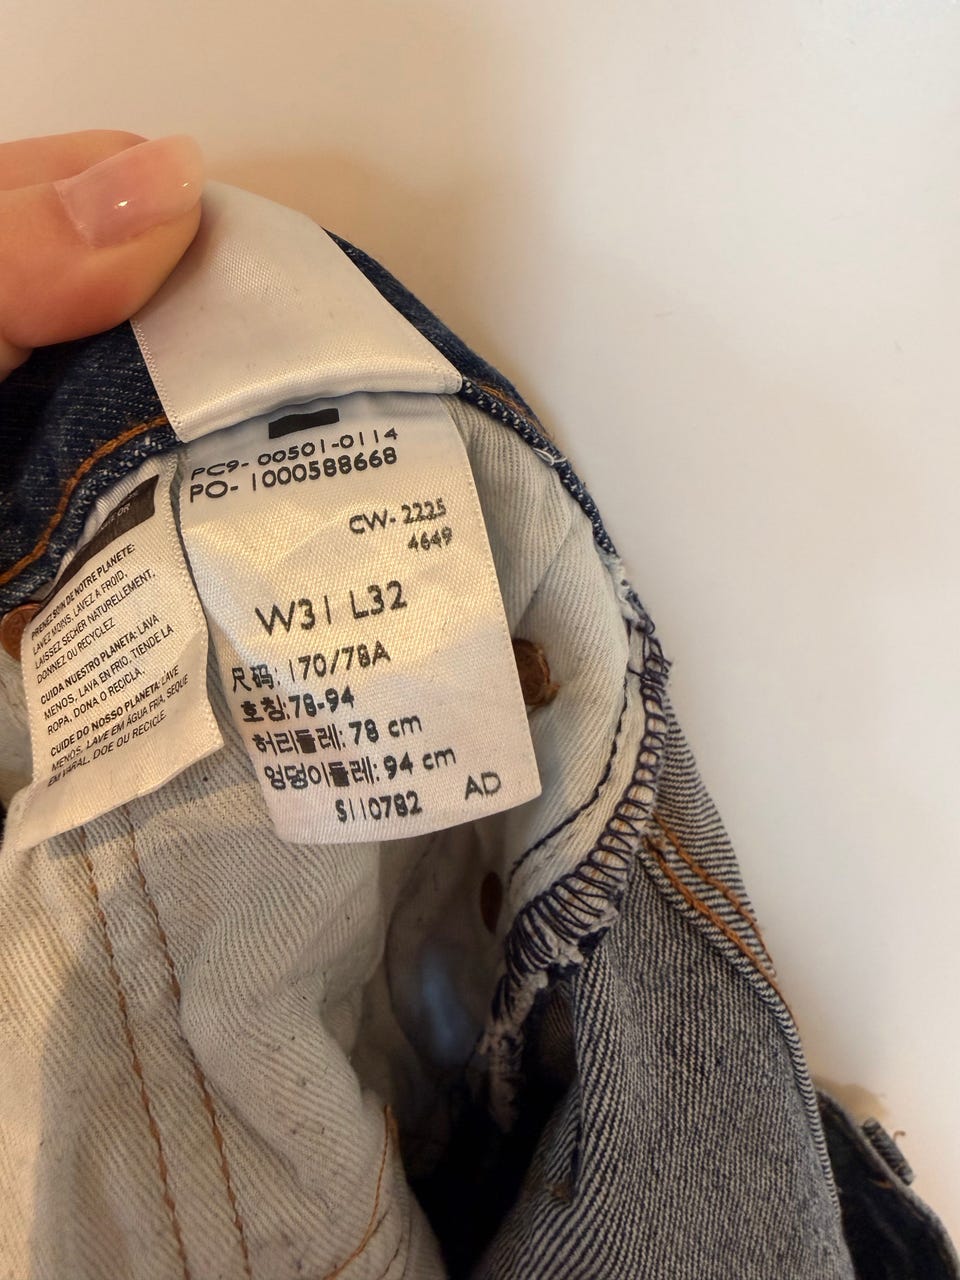 PC9- 00501-0114
PO- 1000588668
CW- 2225
4649
W31 L32
尺码: 170/78A
호칭:78-94
허리둘레: 78 cm
엉덩이둘레: 94 cm
S110782 AD
OR
PRENEZ SOIN DE NOTRE PLANETE:
LAVEZ MOINS, LAVEZ A FROID,
LAISSEZ SECHER NATURELLEMENT,
DONNEZ OU RECYCLEZ.
CUIDA NUESTRO PLANETA: LAVA
MENOS, LAVA EN FRIO, TIENDE LA
ROPA, DONA O RECICLA.
CUIDE DO NOSSO PLANETA: LAVE
MENOS, LAVE EM ÁGUA FRIA, SEQUE
EM VARAL, DOE OU RECICLE.